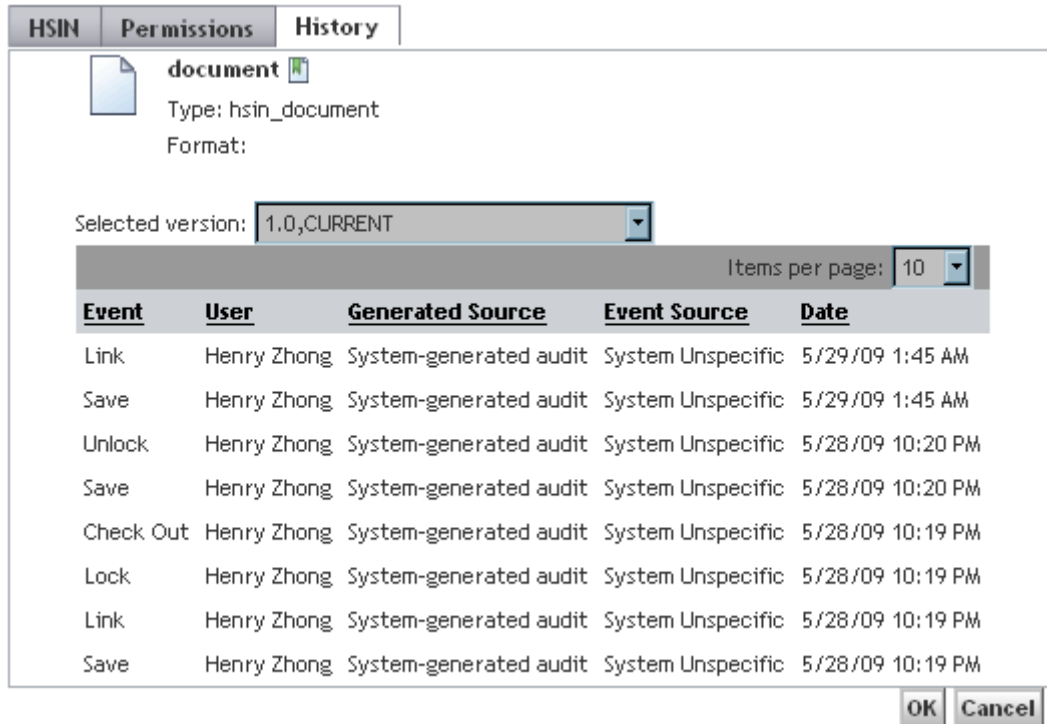 HSIN Permissions History
document
Type: hsin_document
Format:
Selected version: 1.0,CURRENT
Items per page: 10
Event User Generated Source Event Source Date
Link Henry Zhong System-generated audit System Unspecific 5/29/09 1:45 AM
Save Henry Zhong System-generated audit System Unspecific 5/29/09 1:45 AM
Unlock Henry Zhong System-generated audit System Unspecific 5/28/09 10:20 PM
Save Henry Zhong System-generated audit System Unspecific 5/28/09 10:20 PM
Check Out Henry Zhong System-generated audit System Unspecific 5/28/09 10:19 PM
Lock Henry Zhong System-generated audit System Unspecific 5/28/09 10:19 PM
Link Henry Zhong System-generated audit System Unspecific 5/28/09 10:19 PM
Save Henry Zhong System-generated audit System Unspecific 5/28/09 10:19 PM
OK Cancel